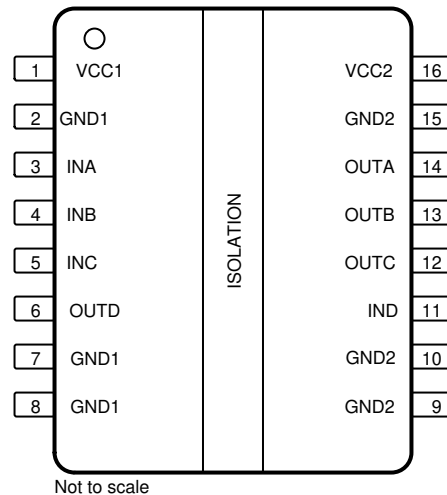 1 VCC1 VCC2 16
2 GND1 GND2 15
3 INA OUTA 14
4 INB OUTB 13
5 INC OUTC 12
6 OUTD IND 11
7 GND1 GND2 10
8 GND1 GND2 9
ISOLATION
Not to scale